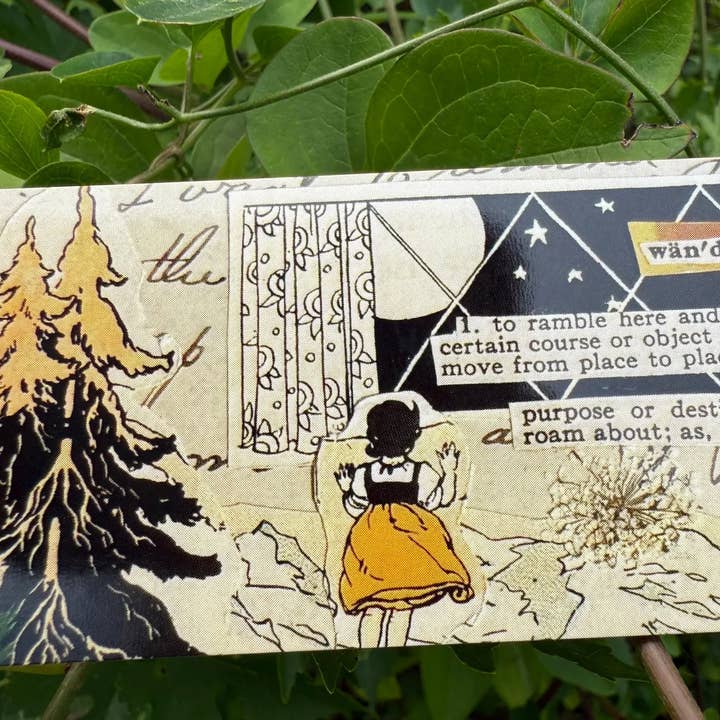 the
wän'd
1. to ramble here and
certain course or object
move from place to plac
purpose or dest
roam about; as,
a